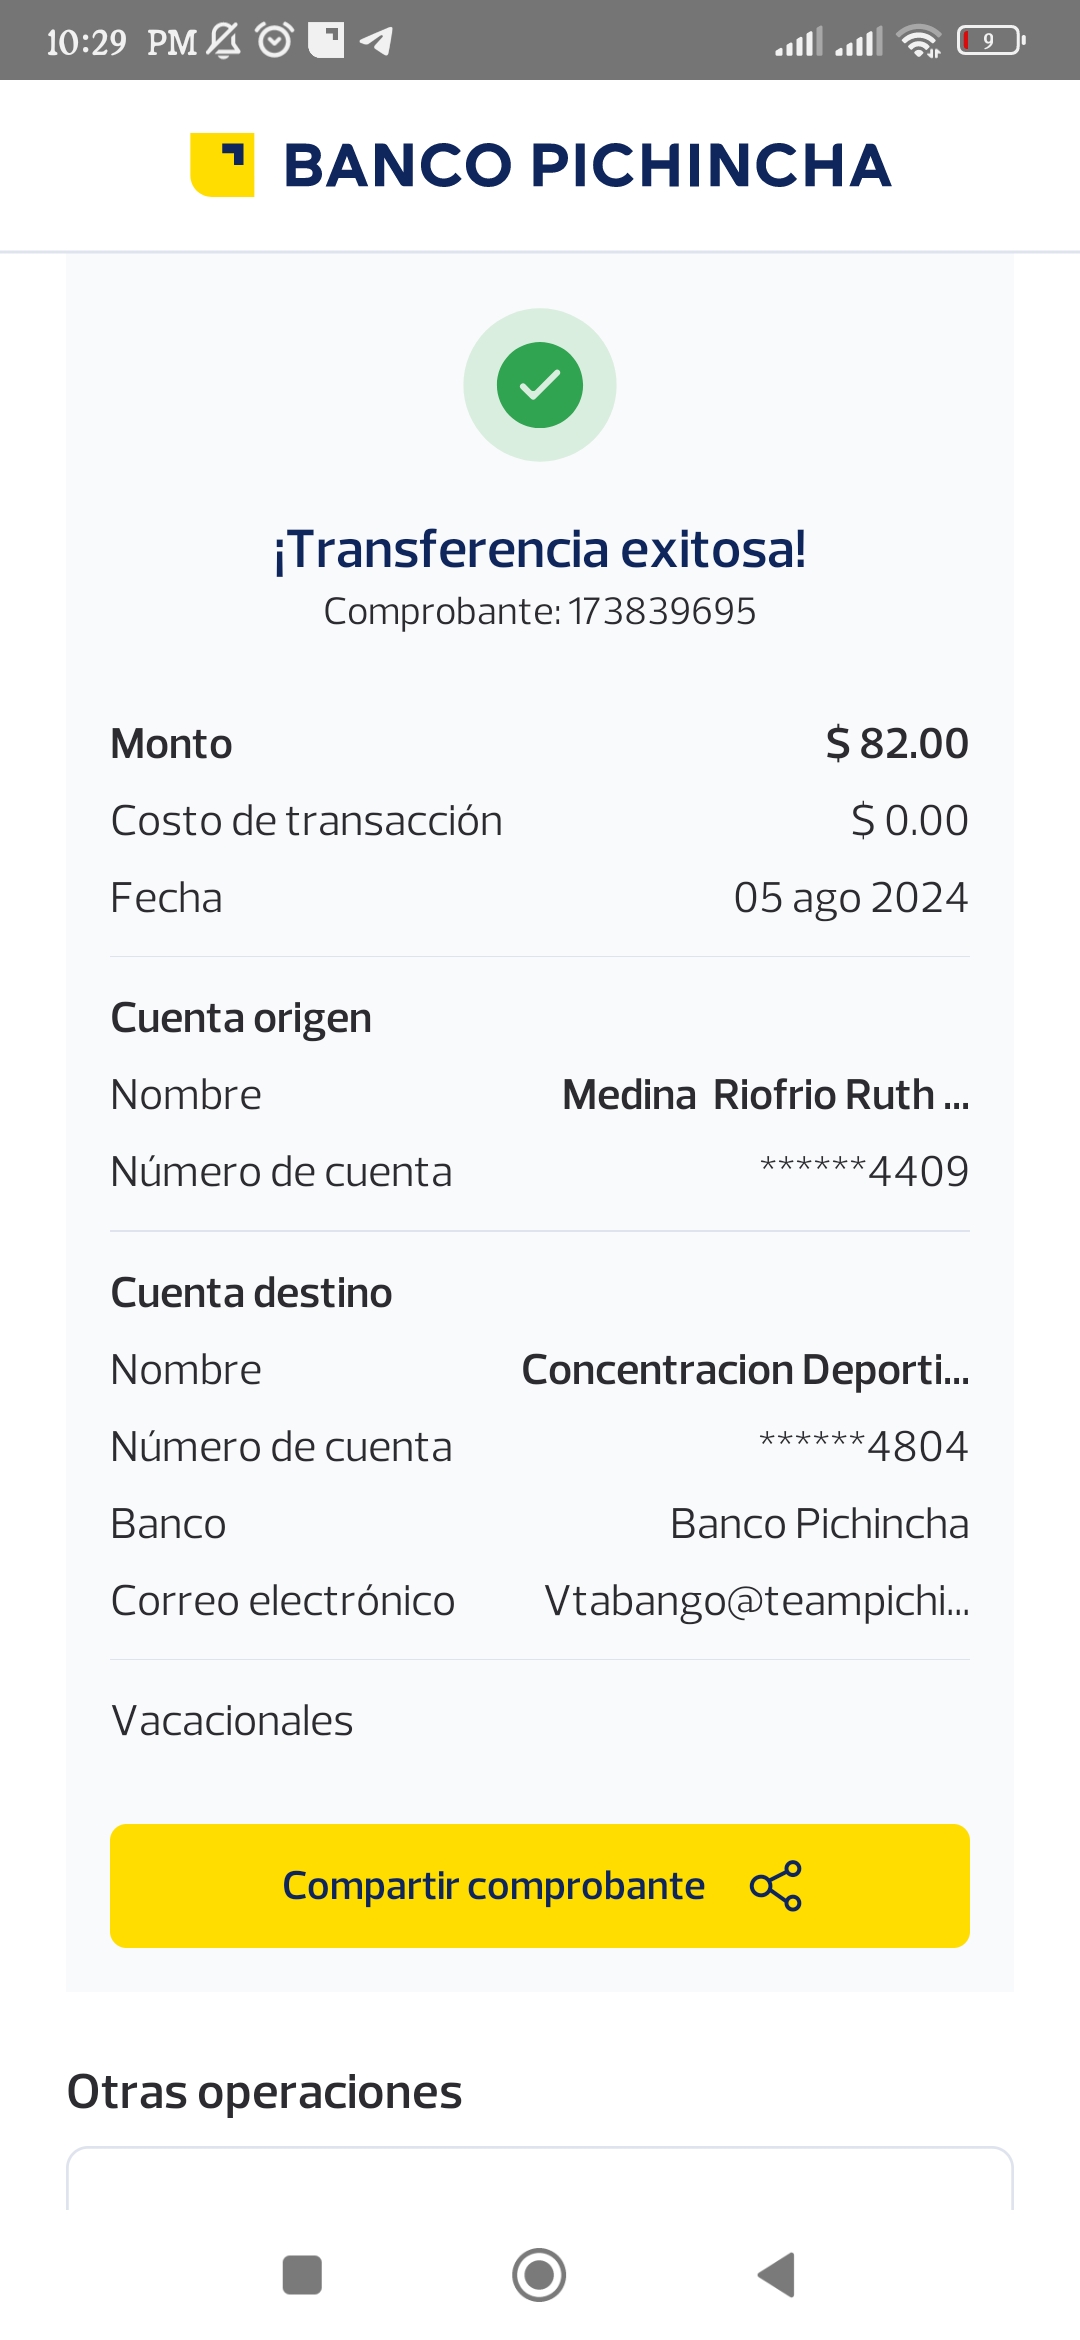 10:29 PM 9
BANCO PICHINCHA
¡Transferencia exitosa!
Comprobante: 173839695
Monto $ 82.00
Costo de transacción $ 0.00
Fecha 05 ago 2024
Cuenta origen
Nombre Medina  Riofrio Ruth ...
Número de cuenta ******4409
Cuenta destino
Nombre Concentracion Deporti...
Número de cuenta ******4804
Banco Banco Pichincha
Correo electrónico Vtabango@teampichi...
Vacacionales
Compartir comprobante
Otras operaciones